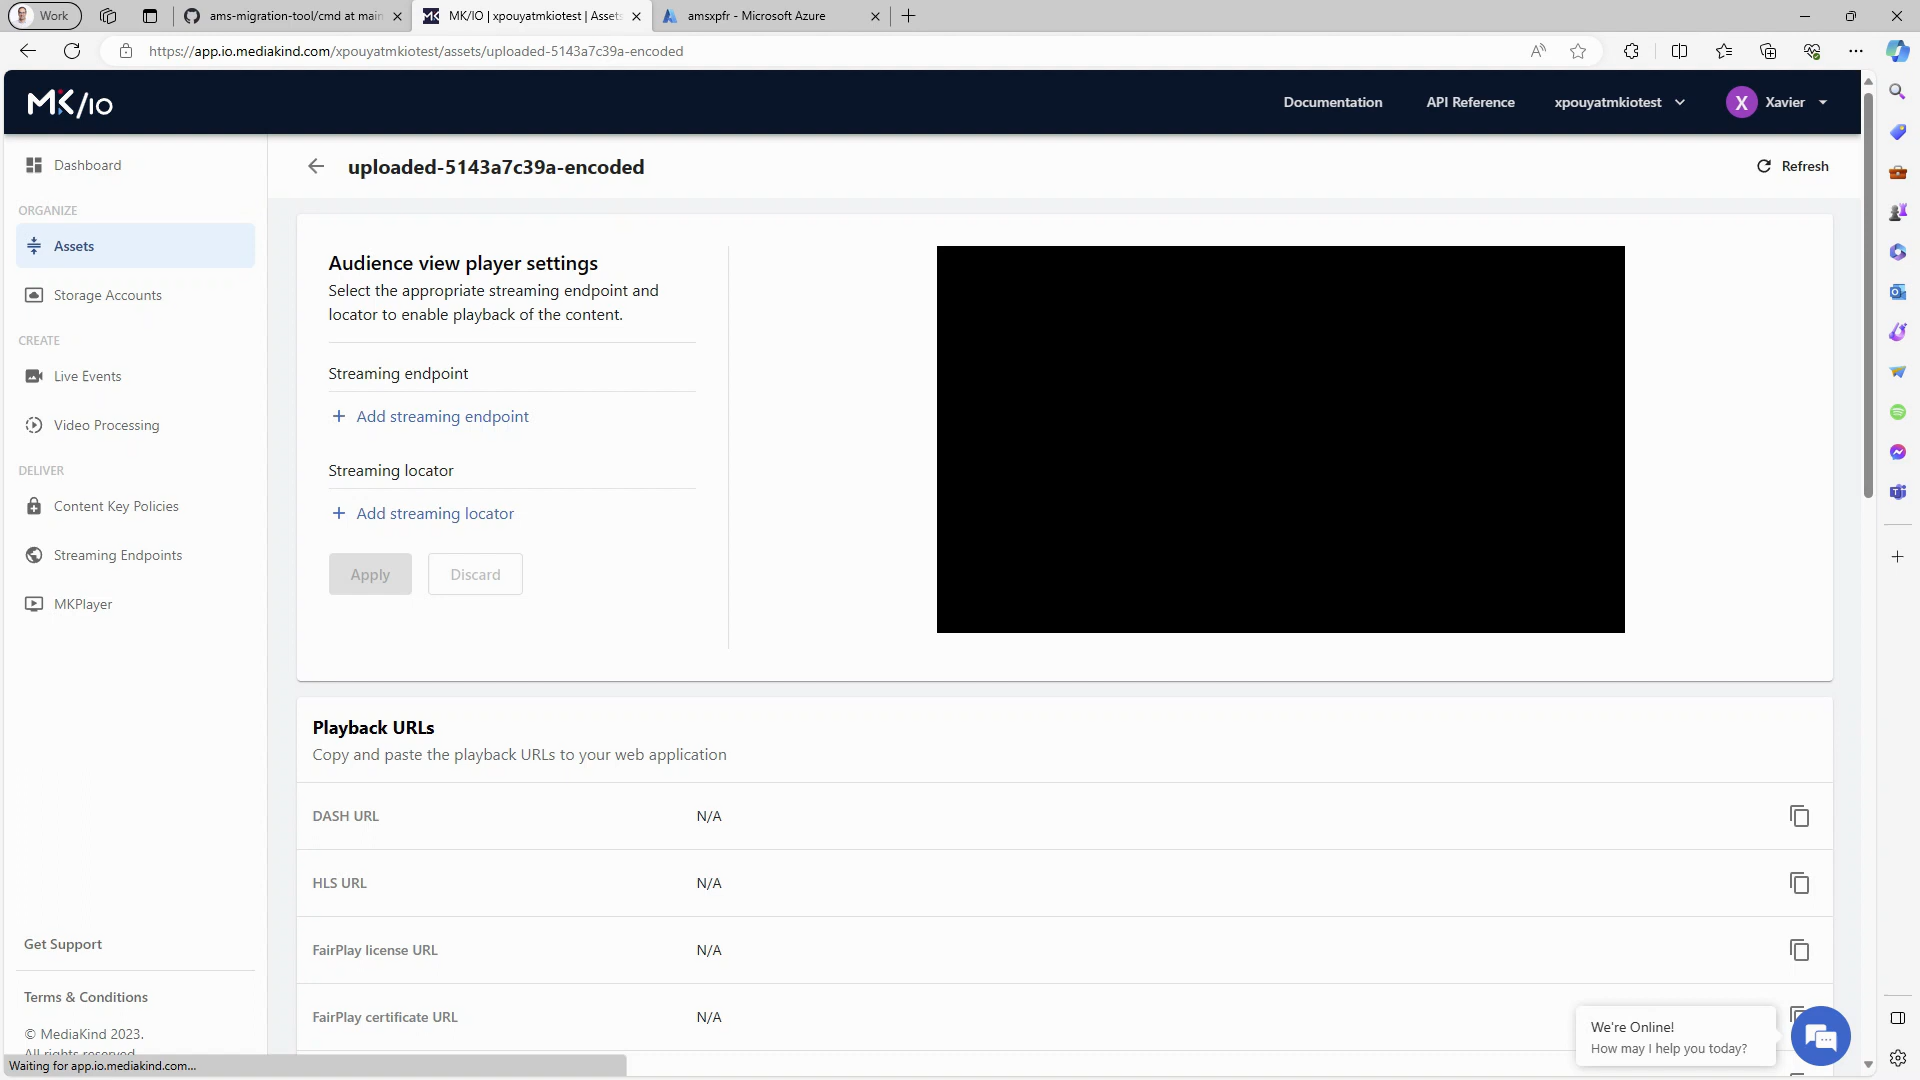 Work
ams-migration-tool/cmd at main
MK/IO | xpouyatmkiotest | Assets
amsxpfr - Microsoft Azure
https://app.io.mediakind.com/xpouyatmkiotest/assets/uploaded-5143a7c39a-encoded
MK/IO
Documentation
API Reference
xpouyatmkiotest
X
Xavier
Dashboard
ORGANIZE
Assets
Storage Accounts
CREATE
Live Events
Video Processing
DELIVER
Content Key Policies
Streaming Endpoints
MKPlayer
Get Support
Terms & Conditions
© MediaKind 2023.
All rights reserved
Waiting for app.io.mediakind.com...
uploaded-5143a7c39a-encoded
Refresh
Audience view player settings
Select the appropriate streaming endpoint and
locator to enable playback of the content.
Streaming endpoint
+ Add streaming endpoint
Streaming locator
+ Add streaming locator
Apply
Discard
Playback URLs
Copy and paste the playback URLs to your web application
DASH URL N/A
HLS URL N/A
FairPlay license URL N/A
FairPlay certificate URL N/A
We're Online!
How may I help you today?